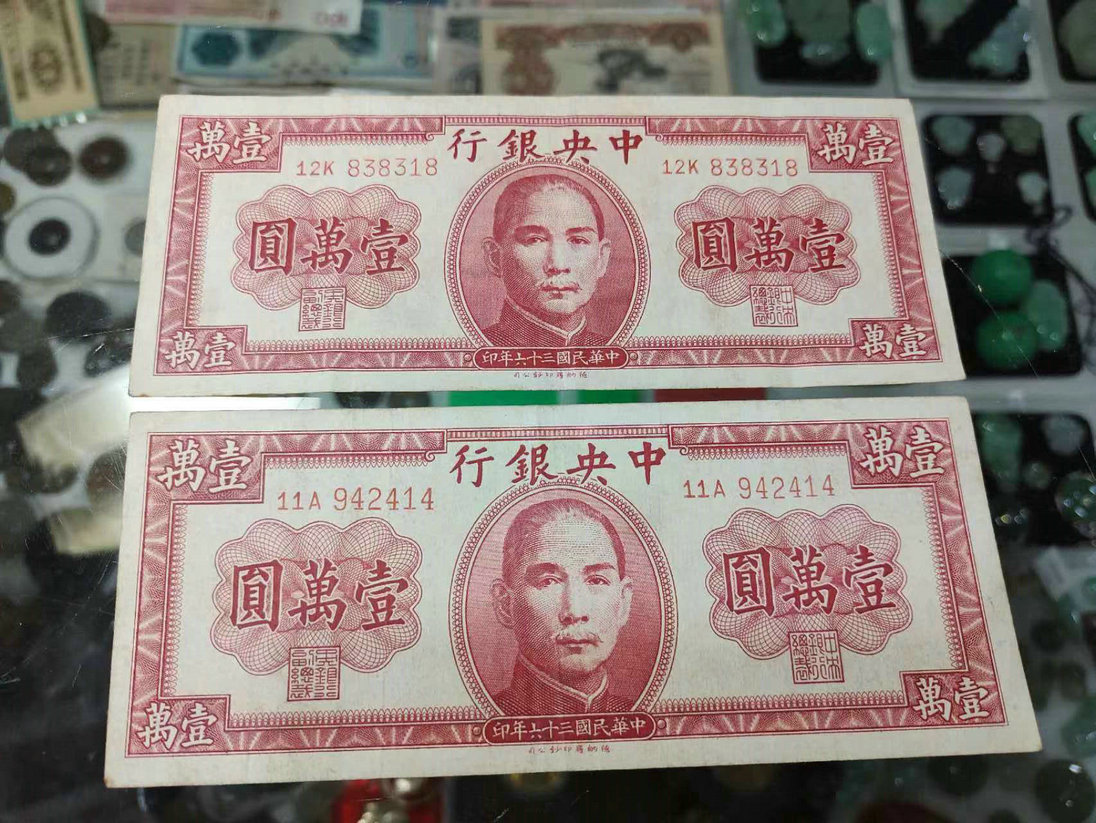 壹萬 中央銀行 壹萬
12K 838318 12K 838318
壹萬圓 壹萬圓
壹萬 中華民國三十六年印 壹萬
壹萬 中央銀行 壹萬
11A 942414 11A 942414
壹萬圓 壹萬圓
壹萬 中華民國三十六年印 壹萬